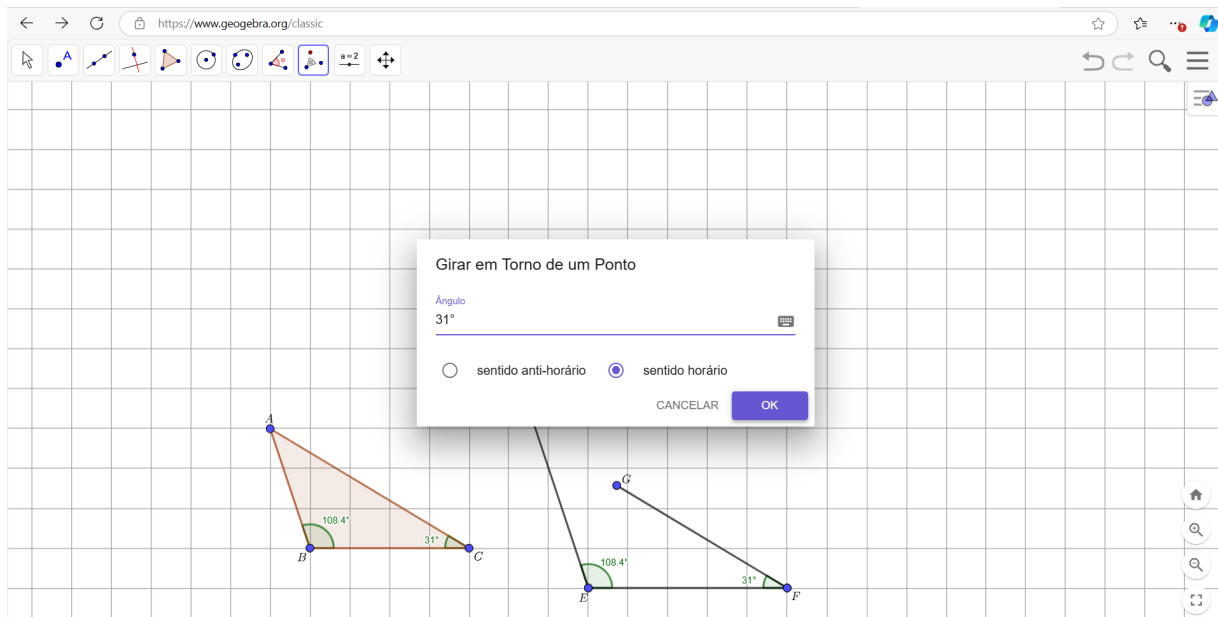 https://www.geogebra.org/classic
A
a=2
Girar em Torno de um Ponto
Ângulo
31°
sentido anti-horário sentido horário
CANCELAR OK
A
G
108.4° 31°
B C
108.4° 31°
E F